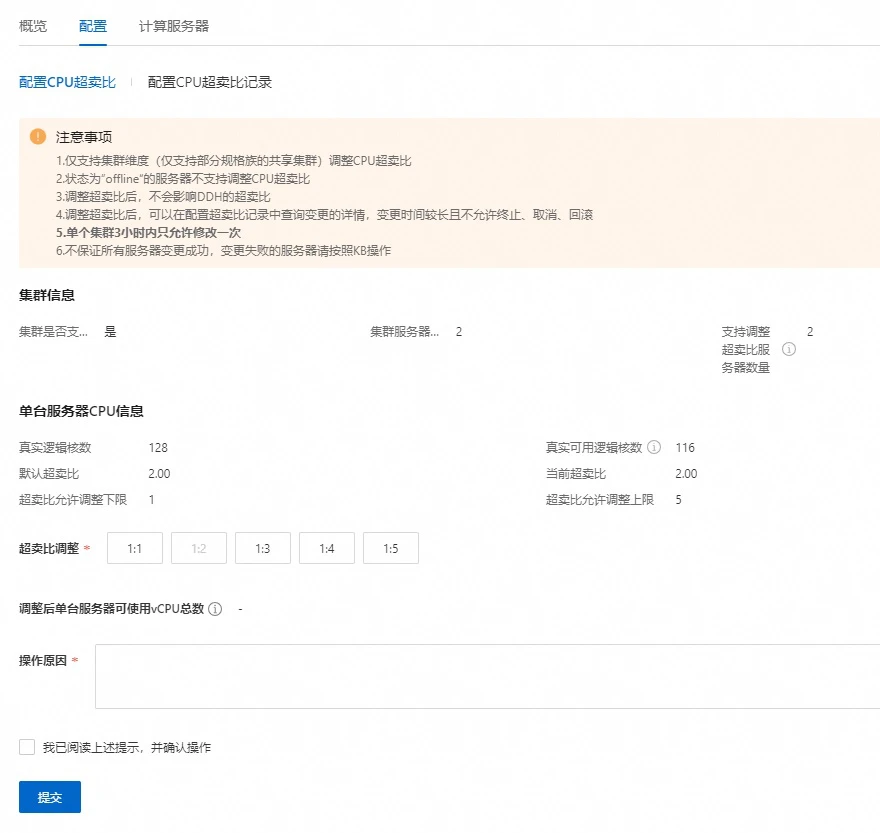 概览 配置 计算服务器
配置CPU超卖比 配置CPU超卖比记录
注意事项
1.仅支持集群维度（仅支持部分规格族的共享集群）调整CPU超卖比
2.状态为“offline”的服务器不支持调整CPU超卖比
3.调整超卖比后，不会影响DDH的超卖比
4.调整超卖比后，可以在配置超卖比记录中查询变更的详情，变更时间较长且不允许终止、取消、回滚
5.单个集群3小时内只允许修改一次
6.不保证所有服务器变更成功，变更失败的服务器请按照KB操作
集群信息
集群是否支... 是 集群服务器... 2 支持调整 2
超卖比服
务器数量
单台服务器CPU信息
真实逻辑核数 128 真实可用逻辑核数 116
默认超卖比 2.00 当前超卖比 2.00
超卖比允许调整下限 1 超卖比允许调整上限 5
超卖比调整 * 1:1 1:2 1:3 1:4 1:5
调整后单台服务器可使用vCPU总数 -
操作原因 *
我已阅读上述提示，并确认操作
提交